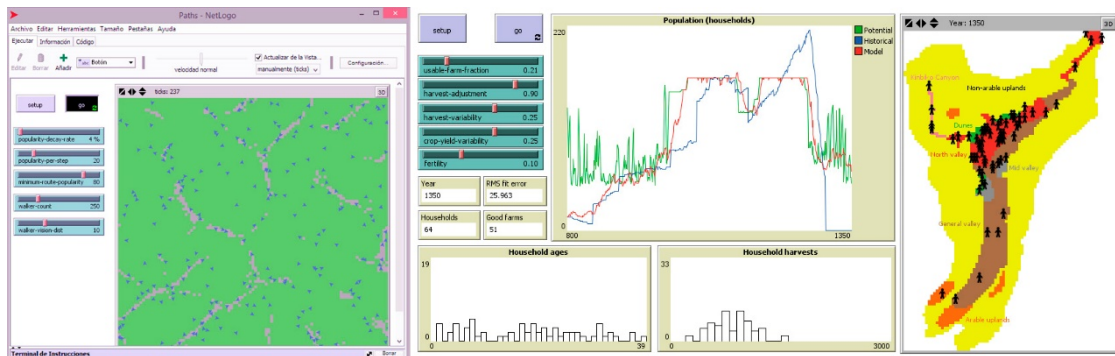 Paths - NetLogo
Archivo Editar Herramientas Tamaño Pestañas Ayuda
Ejecutar Información Código
Editar Borrar Añadir Botón velocidad normal Actualizar de la Vista... manualmente (ticks) Configuración...
setup go
ticks: 237 3D
popularity-decay-rate 4 %
popularity-per-step 20
minimum-route-popularity 80
walker-count 250
walker-vision-dist 10
Terminal de Instrucciones Borrar
setup go
usable-farm-fraction 0.21
harvest-adjustment 0.90
harvest-variability 0.25
crop-yield-variability 0.25
fertility 0.10
Year
1350
RMS fit error
25.963
Households
64
Good farms
51
Population (households)
220
0
800 1350
Potential
Historical
Model
Household ages
19
0
0 39
Household harvests
33
0
0 3000
Year: 1350 3D
Kinbiko Canyon
Non-arable uplands
Dunes
North valley
Mid valley
General valley
Arable uplands